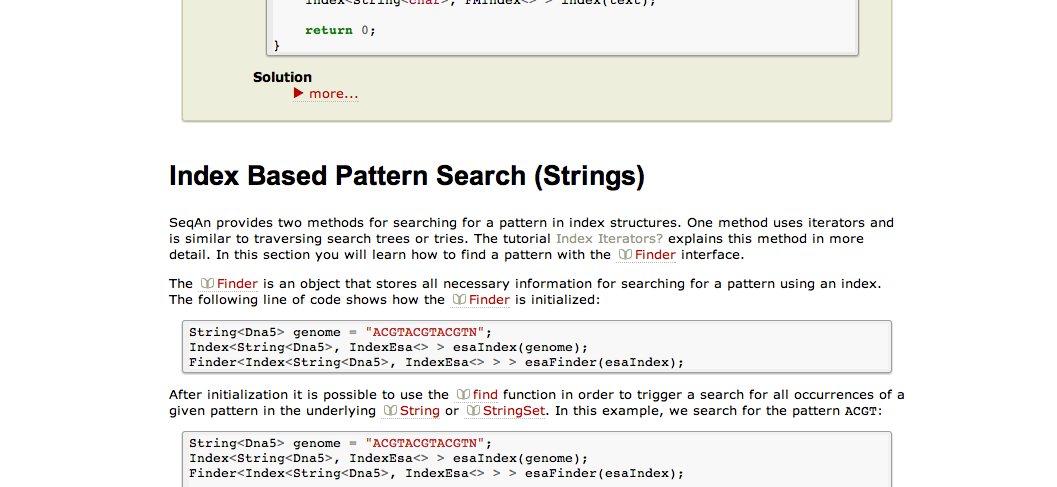 Index<String<char>, FMIndex<> > index(text);
return 0;
}
Solution
more...
Index Based Pattern Search (Strings)
SeqAn provides two methods for searching for a pattern in index structures. One method uses iterators and
is similar to traversing search trees or tries. The tutorial Index Iterators? explains this method in more
detail. In this section you will learn how to find a pattern with the Finder interface.
The Finder is an object that stores all necessary information for searching for a pattern using an index.
The following line of code shows how the Finder is initialized:
String<Dna5> genome = "ACGTACGTACGTN";
Index<String<Dna5>, IndexEsa<> > esaIndex(genome);
Finder<Index<String<Dna5>, IndexEsa<> > > esaFinder(esaIndex);
After initialization it is possible to use the find function in order to trigger a search for all occurrences of a
given pattern in the underlying String or StringSet. In this example, we search for the pattern ACGT:
String<Dna5> genome = "ACGTACGTACGTN";
Index<String<Dna5>, IndexEsa<> > esaIndex(genome);
Finder<Index<String<Dna5>, IndexEsa<> > > esaFinder(esaIndex);